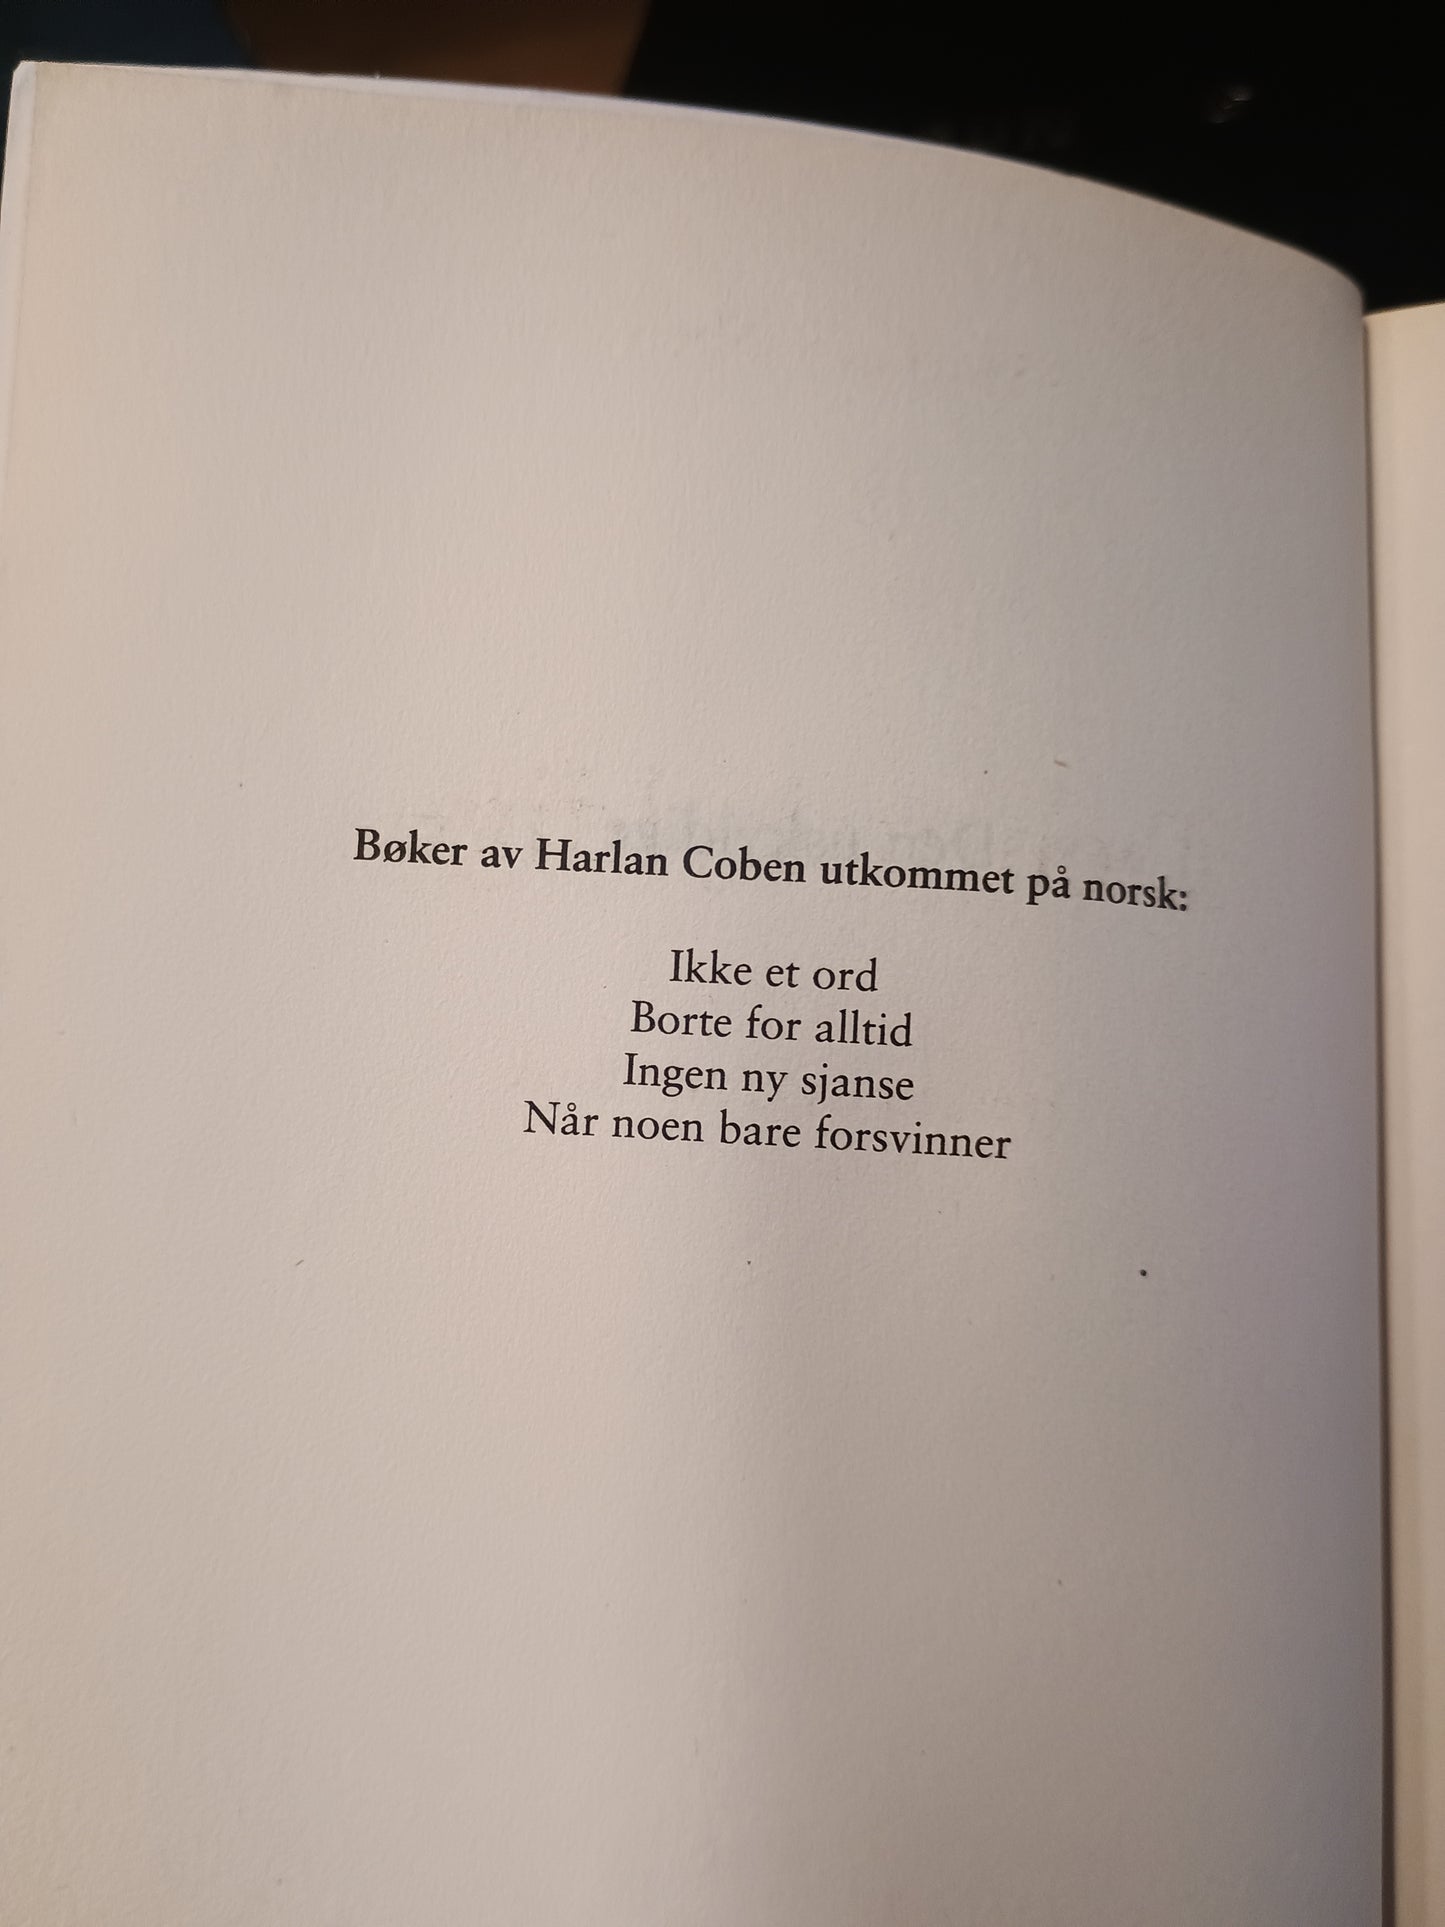 Bøker av Harlan Coben utkommet på norsk:
Ikke et ord
Borte for alltid
Ingen ny sjanse
Når noen bare forsvinner